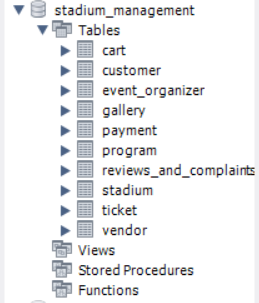 stadium_management
Tables
cart
customer
event_organizer
gallery
payment
program
reviews_and_complaints
stadium
ticket
vendor
Views
Stored Procedures
Functions